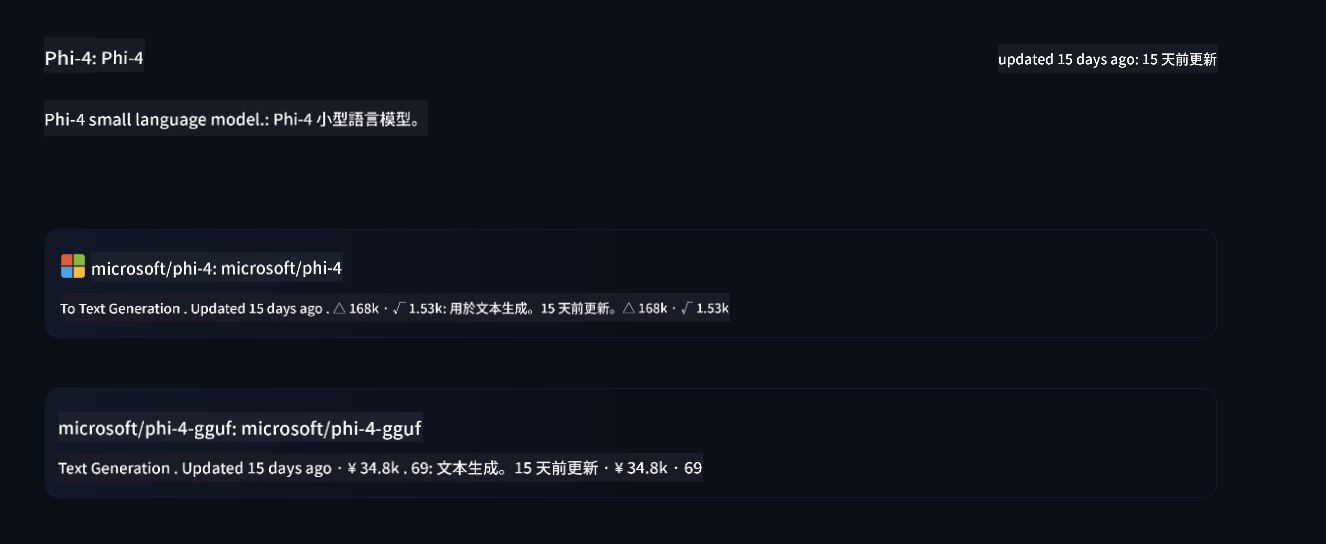 Phi-4: Phi-4
updated 15 days ago: 15 天前更新
Phi-4 small language model.: Phi-4 小型語言模型。
microsoft/phi-4: microsoft/phi-4
To Text Generation . Updated 15 days ago . △ 168k · √ 1.53k: 用於文本生成。15 天前更新。△ 168k · √ 1.53k
microsoft/phi-4-gguf: microsoft/phi-4-gguf
Text Generation . Updated 15 days ago · ¥ 34.8k . 69: 文本生成。15 天前更新 · ¥ 34.8k · 69